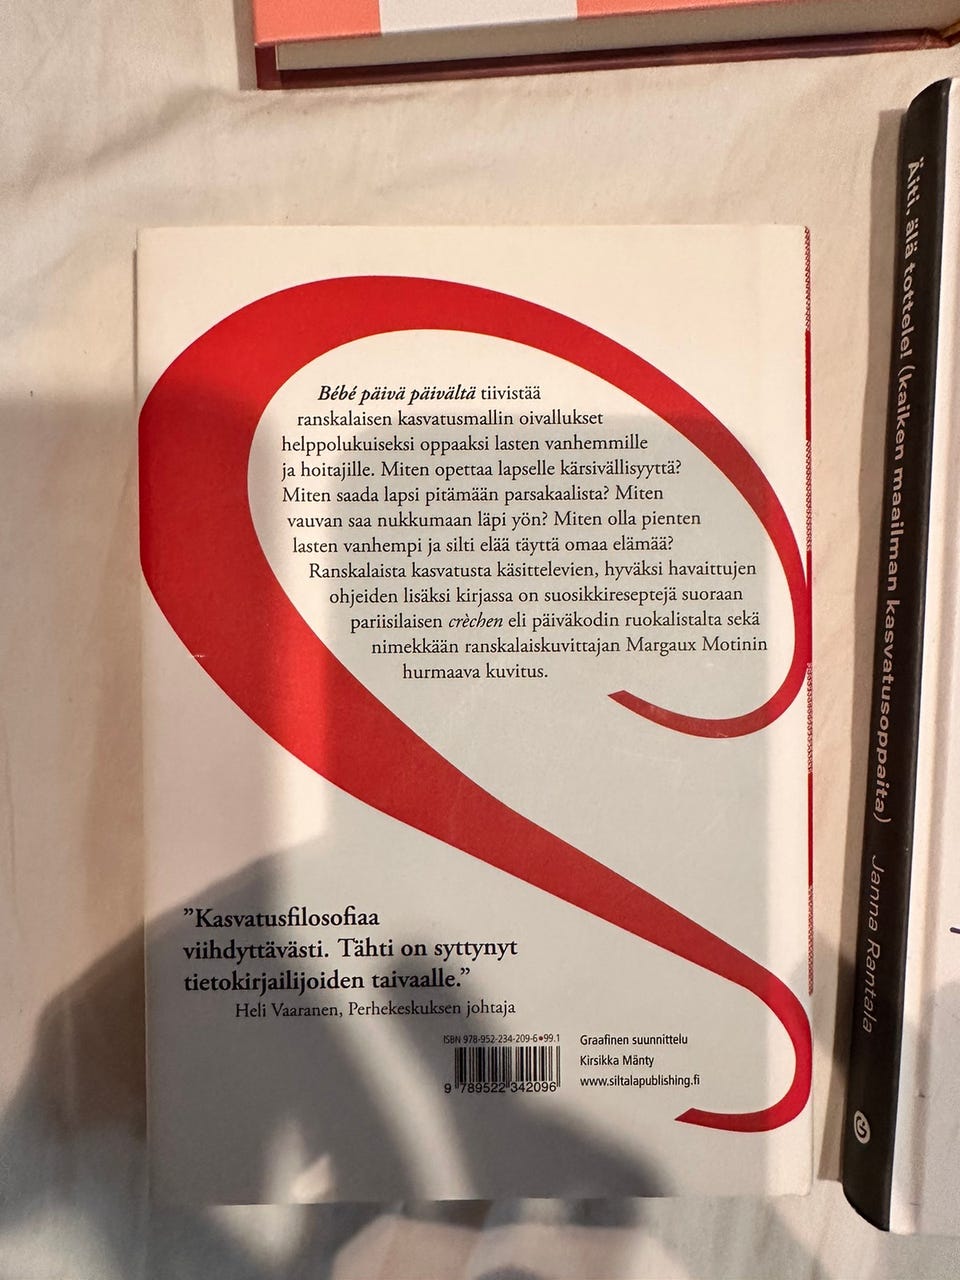 Bébé päivä päivältä tiivistää
ranskalaisen kasvatusmallin oivallukset
helppolukuiseksi oppaaksi lasten vanhemmille
ja hoitajille. Miten opettaa lapselle kärsivällisyyttä?
Miten saada lapsi pitämään parsakaalista? Miten
vauvan saa nukkumaan läpi yön? Miten olla pienten
lasten vanhempi ja silti elää täyttä omaa elämää?
Ranskalaista kasvatusta käsittelevien, hyväksi havaittujen
ohjeiden lisäksi kirjassa on suosikkireseptejä suoraan
pariisilaisen crèchen eli päiväkodin ruokalistalta sekä
nimekkään ranskalaiskuvittajan Margaux Motinin
hurmaava kuvitus.
”Kasvatusfilosofiaa
viihdyttävästi. Tähti on syttynyt
tietokirjailijoiden taivaalle.”
Heli Vaaranen, Perhekeskuksen johtaja
ISBN 978-952-234-209-6•99.1
9 789522 342096
Graafinen suunnittelu
Kirsikka Mänty
www.siltalapublishing.fi
Äiti, älä tottele! (kaiken maailman kasvatusoppaita) Janna Rantala